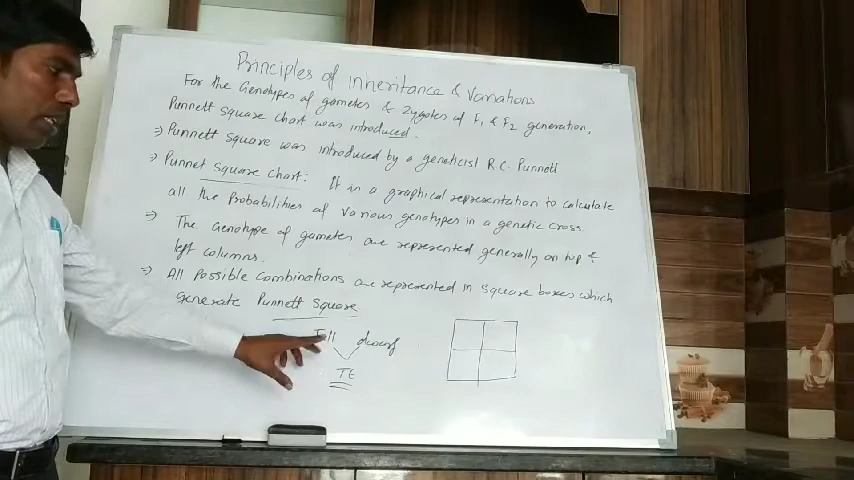 Principles of inheritance & Variations
For the Genotypes of gametes & Zygotes of F1 & F2 generation,
Punnett square chart was introduced.
⇒ Punnett square was introduced by a geneticist R.C. Punnett
⇒ Punnet square chart: It is a graphical representation to calculate
all the Probabilities of various genotypes in a genetic cross.
⇒ The Genotype of gametes are represented generally on top &
left columns.
⇒ All Possible Combinations are represented in square boxes which
generate Punnett Square
Tall dwarf
Tt